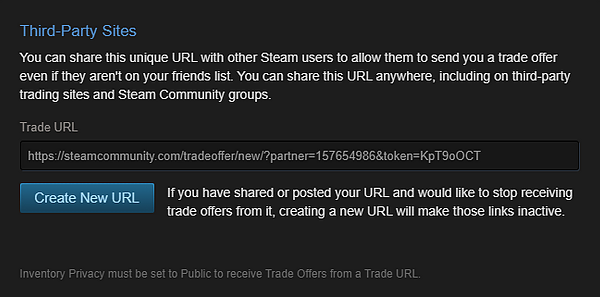 Third-Party Sites
You can share this unique URL with other Steam users to allow them to send you a trade offer
even if they aren't on your friends list. You can share this URL anywhere, including on third-party
trading sites and Steam Community groups.
Trade URL
https://steamcommunity.com/tradeoffer/new/?partner=157654986&token=KpT9oOCT
Create New URL
If you have shared or posted your URL and would like to stop receiving
trade offers from it, creating a new URL will make those links inactive.
Inventory Privacy must be set to Public to receive Trade Offers from a Trade URL.